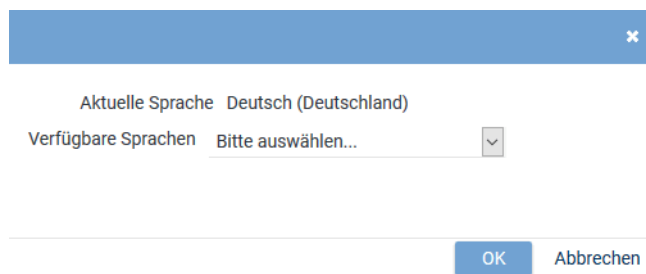 Aktuelle Sprache Deutsch (Deutschland)
Verfügbare Sprachen Bitte auswählen...
OK Abbrechen